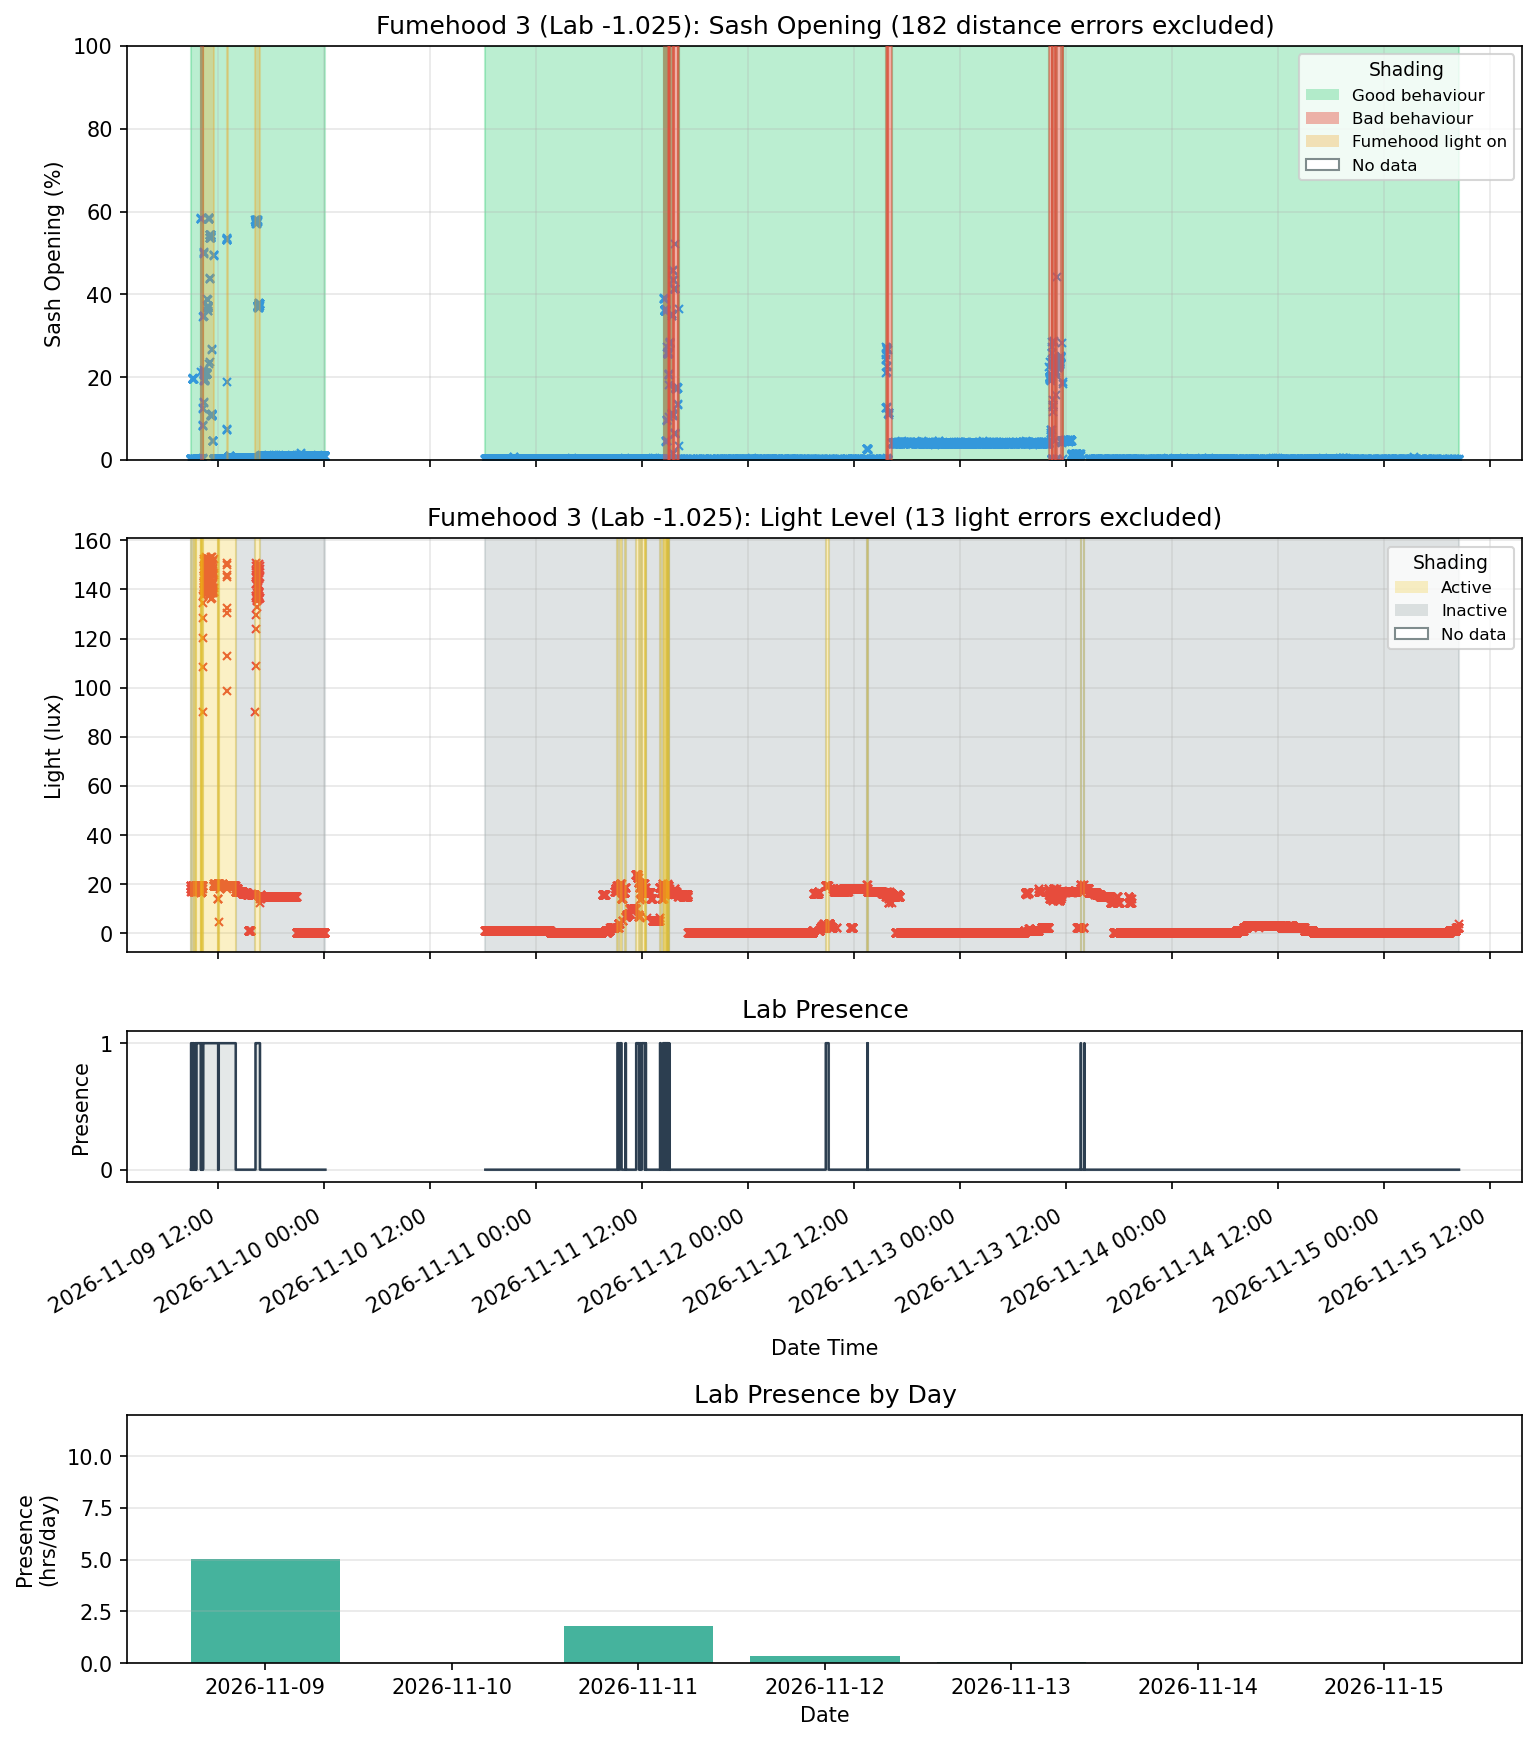 Fumehood 3 (Lab -1.025): Sash Opening (182 distance errors excluded)
Sash Opening (%)
100
80
60
40
20
0
Shading
Good behaviour
Bad behaviour
Fumehood light on
No data
Fumehood 3 (Lab -1.025): Light Level (13 light errors excluded)
Light (lux)
160
140
120
100
80
60
40
20
0
Shading
Active
Inactive
No data
Lab Presence
Presence
1
0
2026-11-09 12:00
2026-11-10 00:00
2026-11-10 12:00
2026-11-11 00:00
2026-11-11 12:00
2026-11-12 00:00
2026-11-12 12:00
2026-11-13 00:00
2026-11-13 12:00
2026-11-14 00:00
2026-11-14 12:00
2026-11-15 00:00
2026-11-15 12:00
Date Time
Lab Presence by Day
Presence
(hrs/day)
10.0
7.5
5.0
2.5
0.0
2026-11-09
2026-11-10
2026-11-11
2026-11-12
2026-11-13
2026-11-14
2026-11-15
Date